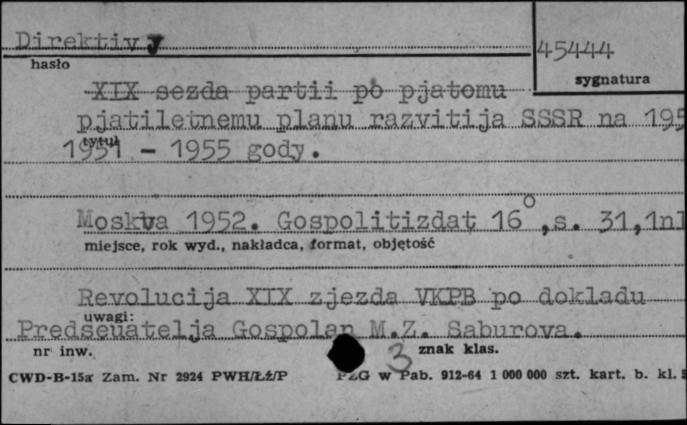 Direktivy
hasło
45444
sygnatura
XIX sezda partii po pjatomu
pjatiletnemu planu razvitija SSSR na 195
tytuł
1951 - 1955 gody.
Moskva 1952. Gospolitizdat 16°,s. 31,1nl
miejsce, rok wyd., nakładca, format, objętość
Revolucija XIX zjezda VKPB po dokladu
uwagi:
Predseuatelja Gospolan M.Z. Saburova.
nr inw.
3 znak klas.
CWD-B-15a Zam. Nr 2924 PWH/Łź/P PZG w Pab. 912-64 1 000 000 szt. kart. b. kl.